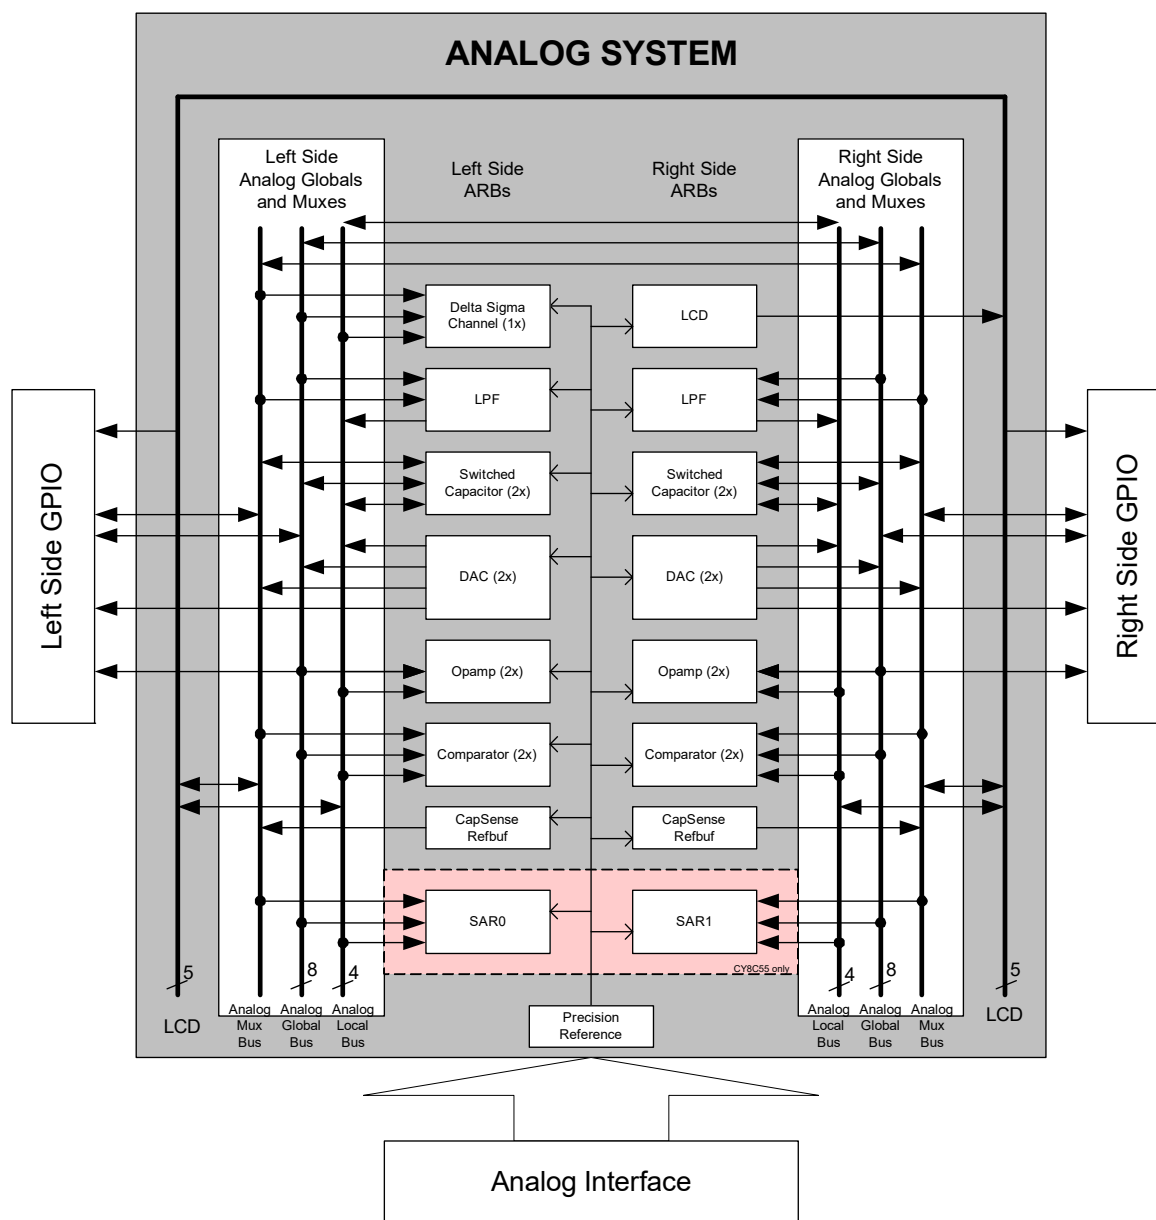 ANALOG SYSTEM
Left Side
Analog Globals
and Muxes
Left Side
ARBs
Right Side
ARBs
Right Side
Analog Globals
and Muxes
Delta Sigma
Channel (1x)
LCD
LPF
LPF
Switched
Capacitor (2x)
Switched
Capacitor (2x)
DAC (2x)
DAC (2x)
Opamp (2x)
Opamp (2x)
Comparator (2x)
Comparator (2x)
CapSense
Refbuf
CapSense
Refbuf
SAR0
SAR1
CY8C55 only
Left Side GPIO
Right Side GPIO
5
8
4
4
8
5
LCD
Analog
Mux
Bus
Analog
Global
Bus
Analog
Local
Bus
Precision
Reference
Analog
Local
Bus
Analog
Global
Bus
Analog
Mux
Bus
LCD
Analog Interface